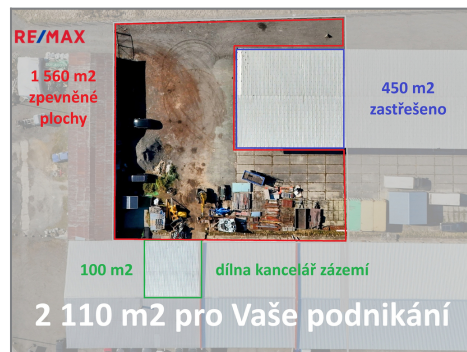 RE/MAX
1 560 m2
zpevněné
plochy
450 m2
zastřešeno
100 m2
dílna kancelář zázemí
2 110 m2 pro Vaše podnikání